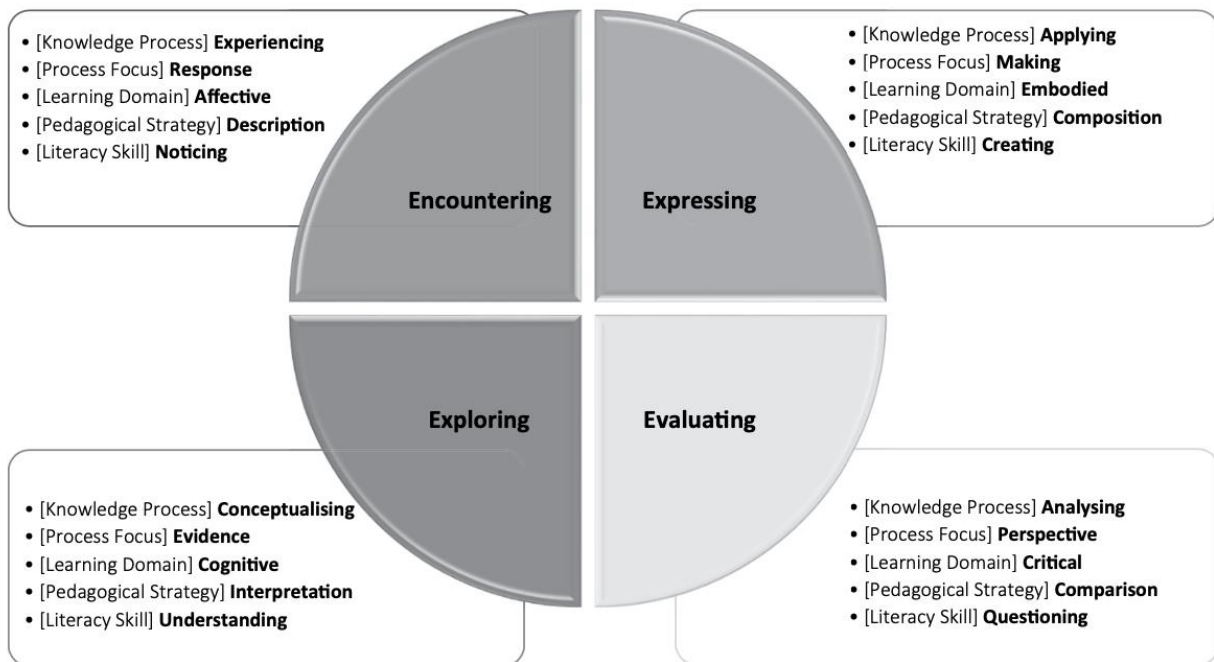 • [Knowledge Process] Experiencing
• [Process Focus] Response
• [Learning Domain] Affective
• [Pedagogical Strategy] Description
• [Literacy Skill] Noticing
• [Knowledge Process] Applying
• [Process Focus] Making
• [Learning Domain] Embodied
• [Pedagogical Strategy] Composition
• [Literacy Skill] Creating
Encountering
Expressing
Exploring
Evaluating
• [Knowledge Process] Conceptualising
• [Process Focus] Evidence
• [Learning Domain] Cognitive
• [Pedagogical Strategy] Interpretation
• [Literacy Skill] Understanding
• [Knowledge Process] Analysing
• [Process Focus] Perspective
• [Learning Domain] Critical
• [Pedagogical Strategy] Comparison
• [Literacy Skill] Questioning